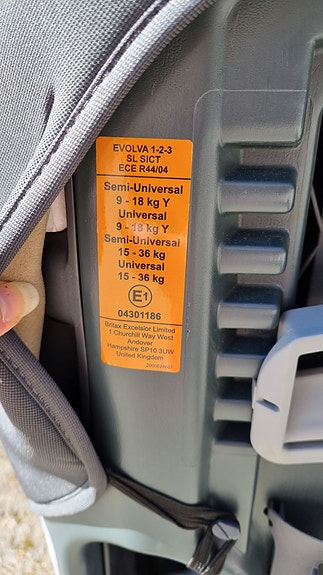 EVOLVA 1-2-3
SL SICT
ECE R44/04
Semi-Universal
9 - 18 kg Y
Universal
9 - 18 kg Y
Semi-Universal
15 - 36 kg
Universal
15 - 36 kg
E1
04301186
Britax Excelsior Limited
1 Churchill Way West
Andover
Hampshire SP10 3UW
United Kingdom